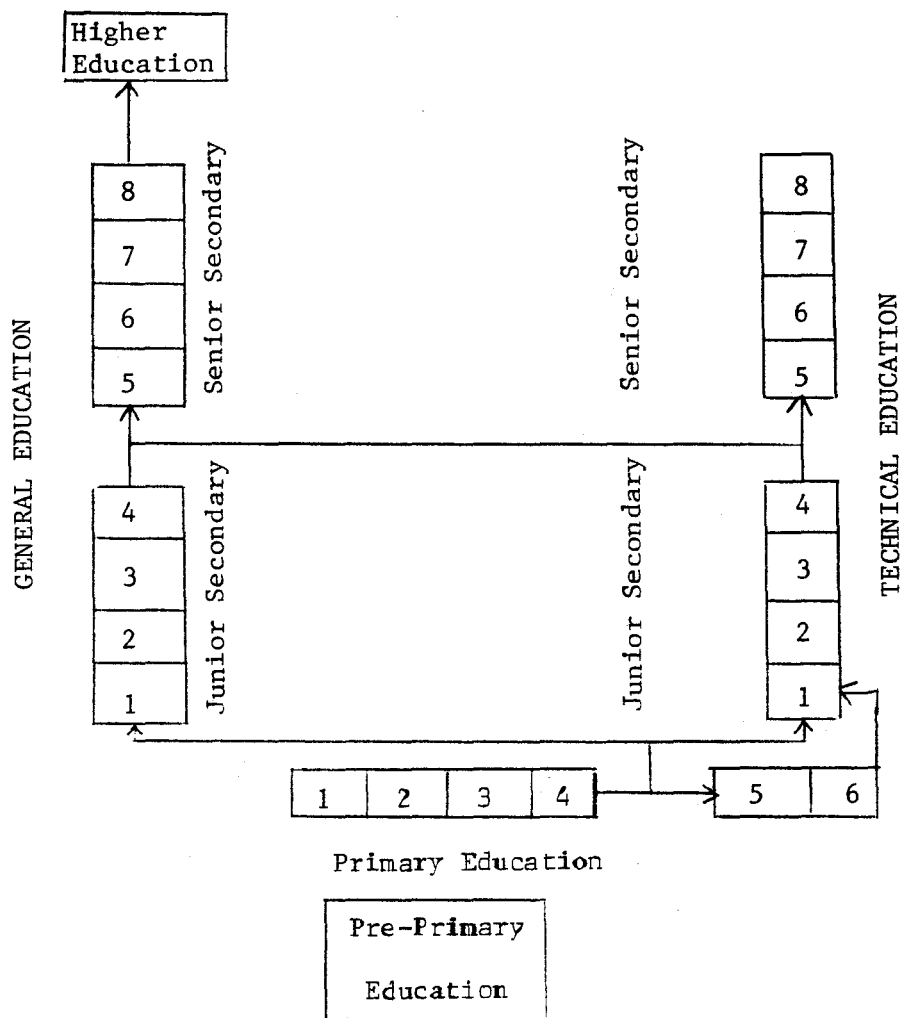 Higher
Education
8
7
6
5
Senior Secondary
Senior Secondary
8
7
6
5
GENERAL EDUCATION
TECHNICAL EDUCATION
4
3
2
1
Junior Secondary
Junior Secondary
4
3
2
1
1 2 3 4 5 6
Primary Education
Pre-Primary
Education